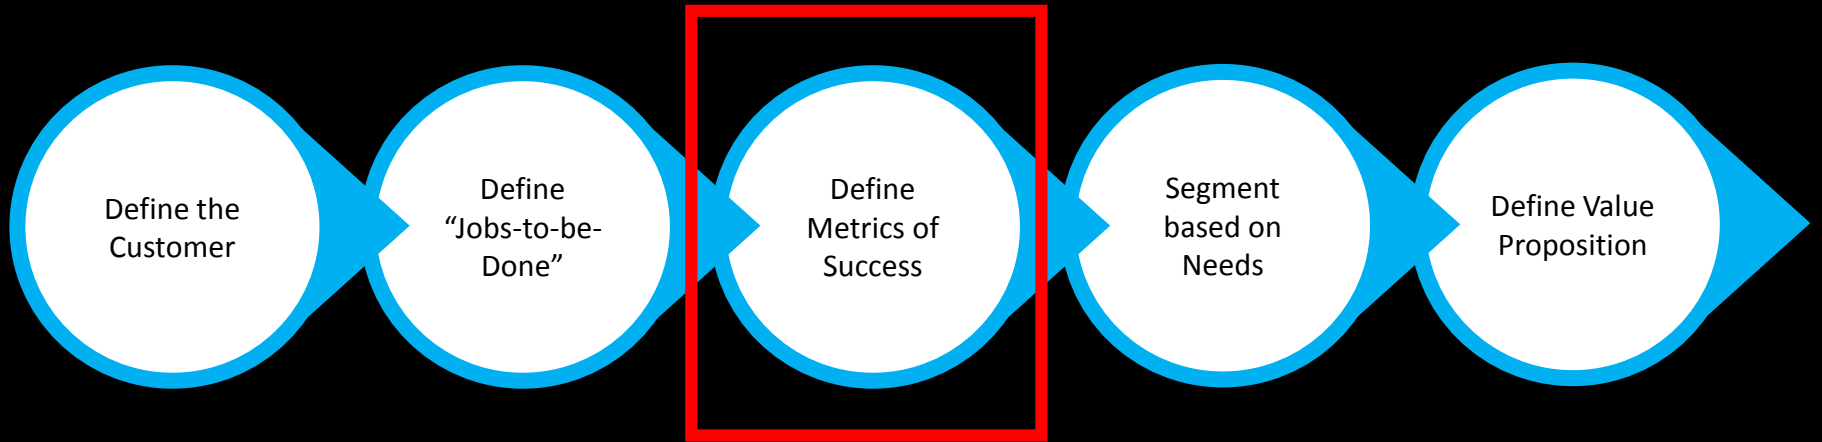 Define the
Customer
Define
“Jobs-to-be-
Done”
Define
Metrics of
Success
Segment
based on
Needs
Define Value
Proposition